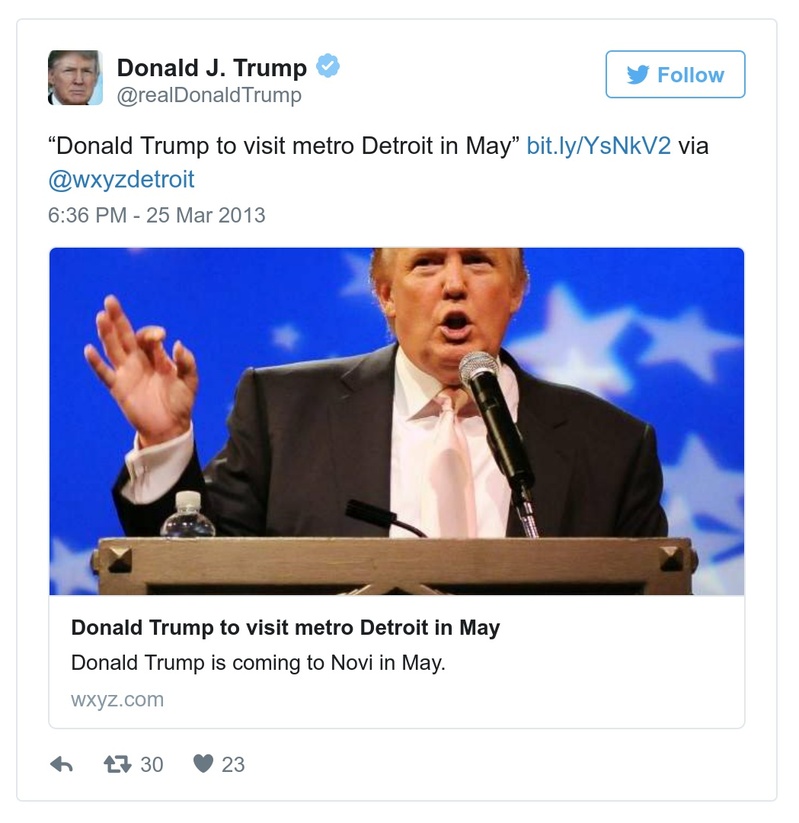 Donald J. Trump
@realDonaldTrump
Follow
“Donald Trump to visit metro Detroit in May” bit.ly/YsNkV2 via
@wxyzdetroit
6:36 PM - 25 Mar 2013
Donald Trump to visit metro Detroit in May
Donald Trump is coming to Novi in May.
wxyz.com
30 23